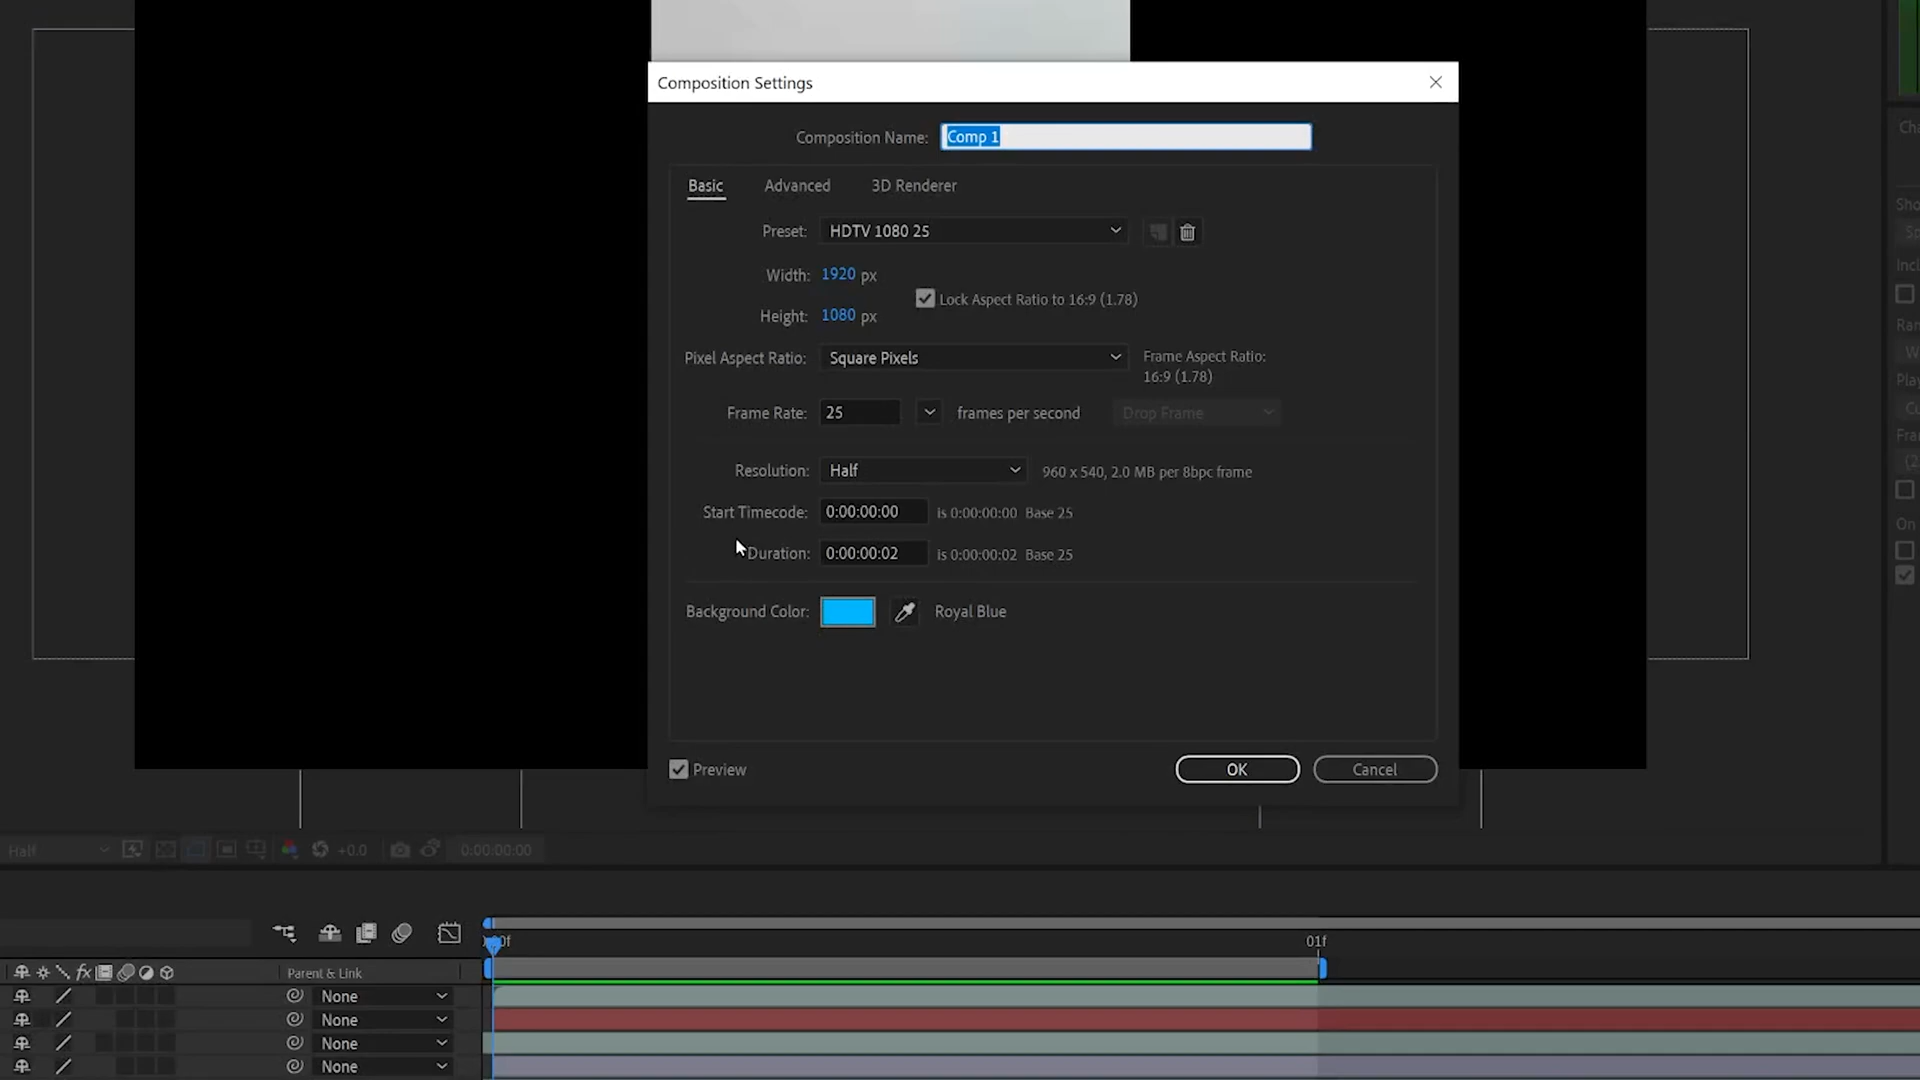 Composition Settings
Composition Name: Comp 1
Basic Advanced 3D Renderer
Preset: HDTV 1080 25
Width: 1920 px
Lock Aspect Ratio to 16:9 (1.78)
Height: 1080 px
Pixel Aspect Ratio: Square Pixels
Frame Aspect Ratio:
16:9 (1.78)
Frame Rate: 25 frames per second Drop Frame
Resolution: Half 960 x 540, 2.0 MB per 8bpc frame
Start Timecode: 0:00:00:00 is 0:00:00:00 Base 25
Duration: 0:00:00:02 is 0:00:00:02 Base 25
Background Color: Royal Blue
Preview OK Cancel
Half +0.0 0:00:00:00
01f
fx Parent & Link
None
None
None
None
On